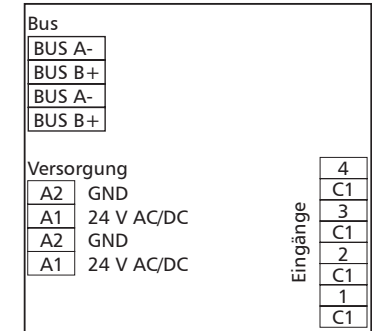 Bus
BUS A-
BUS B+
BUS A-
BUS B+
Versorgung
A2 GND
A1 24 V AC/DC
A2 GND
A1 24 V AC/DC
Eingänge
4
C1
3
C1
2
C1
1
C1